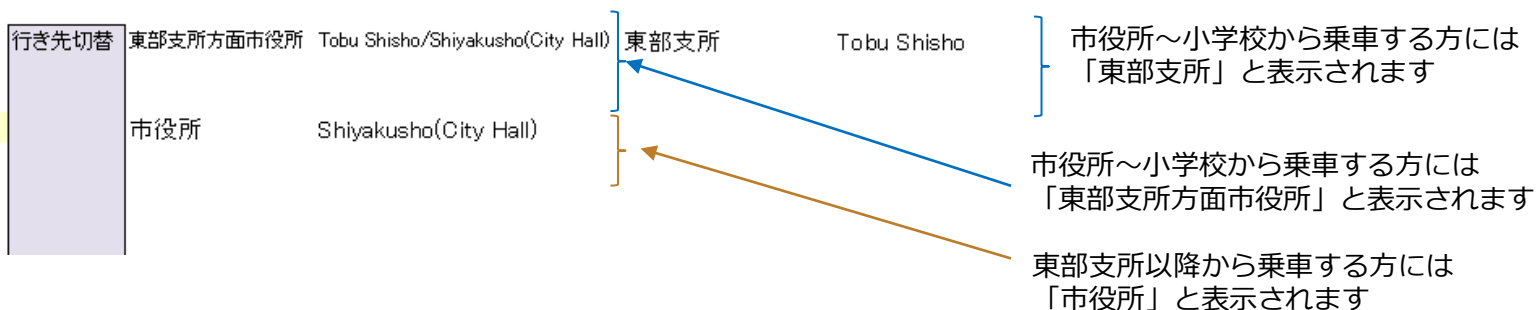 行き先切替 東部支所方面市役所 Tobu Shisho/Shiyakusho(City Hall) 東部支所 Tobu Shisho
市役所～小学校から乗車する方には
「東部支所」と表示されます
市役所 Shiyakusho(City Hall)
市役所～小学校から乗車する方には
「東部支所方面市役所」と表示されます
東部支所以降から乗車する方には
「市役所」と表示されます